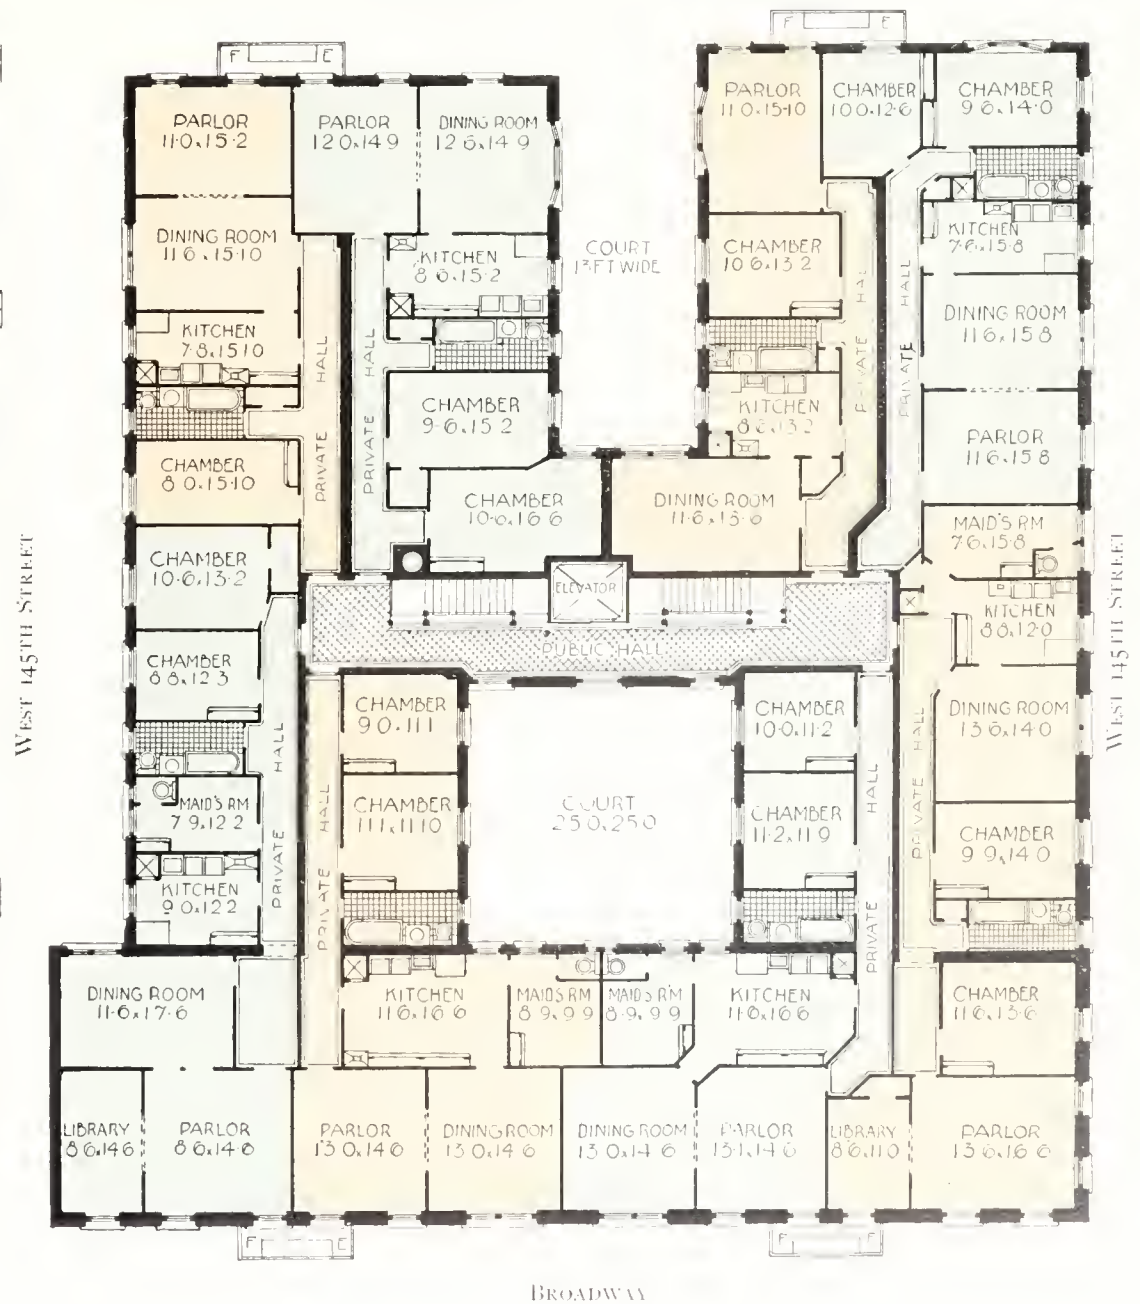 F E
F E
PARLOR
11·0 x 15·2
PARLOR
12·0 x 14·9
DINING ROOM
12·6 x 14·9
PARLOR
11·0 x 15·10
CHAMBER
10·0 x 12·6
CHAMBER
9·6 x 14·0
DINING ROOM
11·6 x 15·10
KITCHEN
8·6 x 15·2
COURT
13 FT WIDE
CHAMBER
10·6 x 13·2
KITCHEN
7·6 x 15·8
KITCHEN
7·8 x 15·10
PRIVATE HALL
PRIVATE HALL
PRIVATE HALL
PRIVATE HALL
DINING ROOM
11·6 x 15·8
CHAMBER
9·6 x 15·2
KITCHEN
8·6 x 13·2
PARLOR
11·6 x 15·8
CHAMBER
8·0 x 15·10
CHAMBER
10·0 x 16·6
DINING ROOM
11·6 x 15·6
MAID'S RM
7·6 x 15·8
CHAMBER
10·6 x 13·2
ELEVATOR
KITCHEN
8·8 x 12·0
PUBLIC HALL
WEST 145TH STREET
WEST 145TH STREET
CHAMBER
8·8 x 12·3
CHAMBER
9·0 x 11·1
CHAMBER
10·0 x 11·2
DINING ROOM
13·6 x 14·0
PRIVATE HALL
PRIVATE HALL
PRIVATE HALL
PRIVATE HALL
MAID'S RM
7·9 x 12·2
CHAMBER
11·1 x 11·10
COURT
25·0 x 25·0
CHAMBER
11·2 x 11·9
CHAMBER
9·9 x 14·0
KITCHEN
9·0 x 12·2
DINING ROOM
11·6 x 17·6
KITCHEN
11·6 x 16·6
MAID'S RM
8·9 x 9·9
MAID'S R'M
8·9 x 9·9
KITCHEN
11·6 x 16·6
CHAMBER
11·6 x 13·6
LIBRARY
8·6 x 14·6
PARLOR
8·6 x 14·6
PARLOR
13·0 x 14·6
DINING ROOM
13·0 x 14·6
DINING ROOM
13·0 x 14·6
PARLOR
13·1 x 14·6
LIBRARY
8·6 x 11·0
PARLOR
13·6 x 16·6
F E
F E
BROADWAY